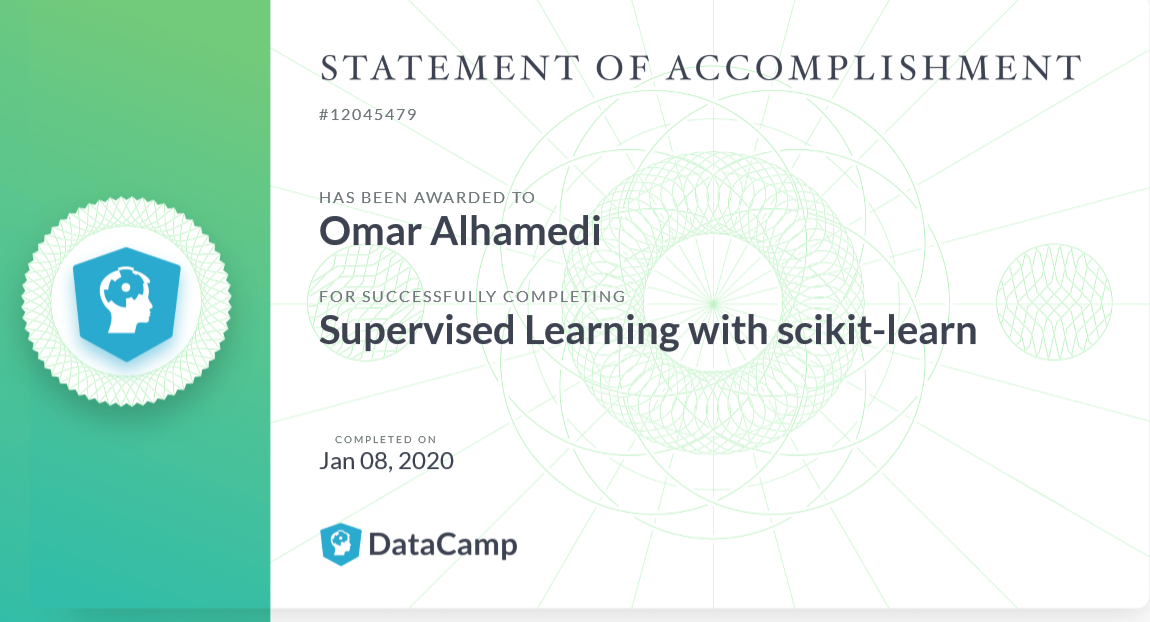 STATEMENT OF ACCOMPLISHMENT
#12045479
HAS BEEN AWARDED TO
Omar Alhamedi
FOR SUCCESSFULLY COMPLETING
Supervised Learning with scikit-learn
COMPLETED ON
Jan 08, 2020
DataCamp